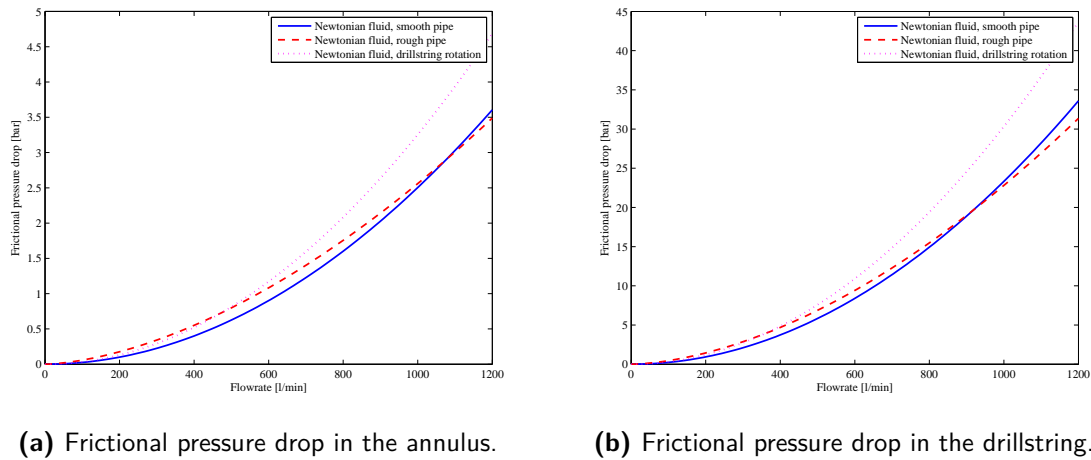 5
4.5
4
3.5
3
2.5
2
1.5
1
0.5
0
0 200 400 600 800 1000 1200
Frictional pressure drop [bar]
Flowrate [l/min]
Newtonian fluid, smooth pipe
Newtonian fluid, rough pipe
Newtonian fluid, drillstring rotation
(a) Frictional pressure drop in the annulus.
45
40
35
30
25
20
15
10
5
0
0 200 400 600 800 1000 1200
Frictional pressure drop [bar]
Flowrate [l/min]
Newtonian fluid, smooth pipe
Newtonian fluid, rough pipe
Newtonian fluid, drillstring rotation
(b) Frictional pressure drop in the drillstring.